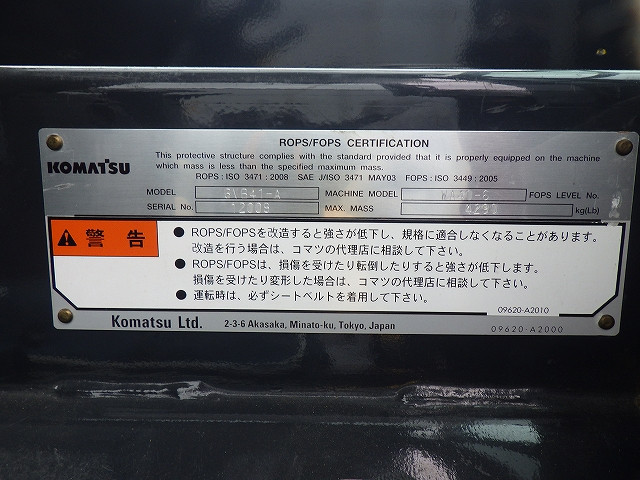 ROPS/FOPS CERTIFICATION
KOMATSU
This protective structure complies with the standard provided that it is properly equipped on the machine
which mass is less than the specified maximum mass.
ROPS : ISO 3471 : 2008 SAE J/ISO 3471 MAY03 FOPS : ISO 3449 : 2005
MODEL MACHINE MODEL FOPS LEVEL No.
SERIAL No. MAX. MASS kg(Lb)
警告
● ROPS/FOPSを改造すると強さが低下し、規格に適合しなくなることがあります。
改造を行う場合は、コマツの代理店に相談して下さい。
● ROPS/FOPSは、損傷を受けたり転倒したりすると強さが低下します。
損傷を受けたり変形した場合は、コマツの代理店に相談して下さい。
● 運転時は、必ずシートベルトを着用して下さい。
09620-A2010
Komatsu Ltd. 2-3-6 Akasaka, Minato-ku, Tokyo, Japan
09620-A2000